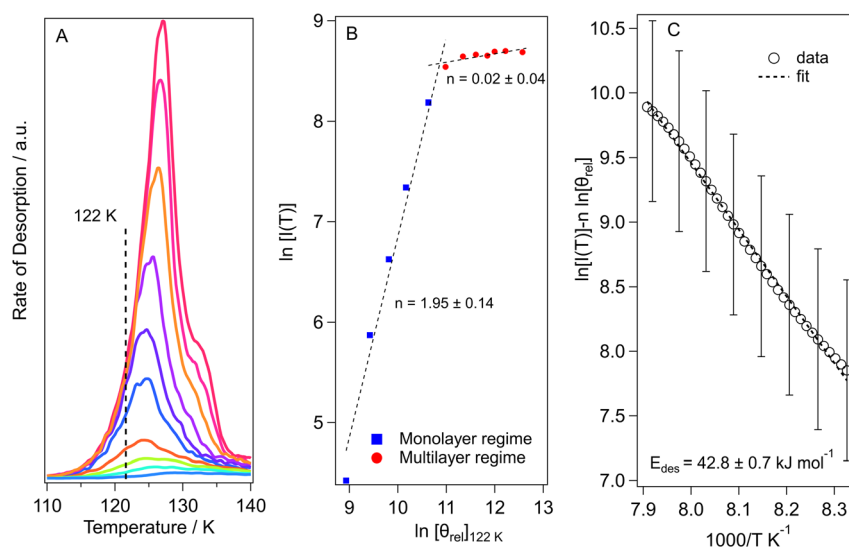 A
Rate of Desorption / a.u.
122 K
110
120
130
140
Temperature / K
B
9
8
7
6
5
ln [I(T)]
n = 0.02 ± 0.04
n = 1.95 ± 0.14
Monolayer regime
Multilayer regime
9
10
11
12
13
ln [θrel]122 K
C
data
fit
10.5
10.0
9.5
9.0
8.5
8.0
7.5
7.0
ln[I(T)]-n ln[θrel]
Edes = 42.8 ± 0.7 kJ mol⁻¹
7.9
8.0
8.1
8.2
8.3
1000/T K⁻¹